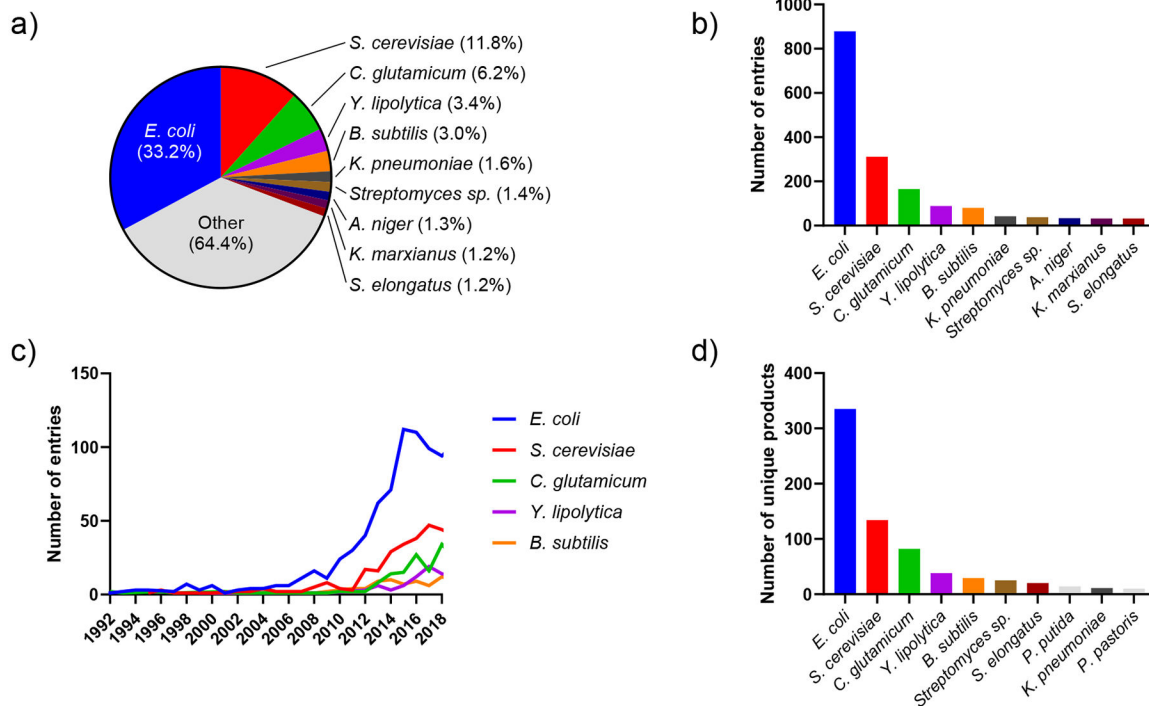 a)
S. cerevisiae (11.8%)
C. glutamicum (6.2%)
Y. lipolytica (3.4%)
B. subtilis (3.0%)
K. pneumoniae (1.6%)
Streptomyces sp. (1.4%)
A. niger (1.3%)
K. marxianus (1.2%)
S. elongatus (1.2%)
E. coli
(33.2%)
Other
(64.4%)
b)
Number of entries
1000
800
600
400
200
0
E. coli
S. cerevisiae
C. glutamicum
Y. lipolytica
B. subtilis
K. pneumoniae
Streptomyces sp.
A. niger
K. marxianus
S. elongatus
c)
Number of entries
150
100
50
0
1992
1994
1996
1998
2000
2002
2004
2006
2008
2010
2012
2014
2016
2018
E. coli
S. cerevisiae
C. glutamicum
Y. lipolytica
B. subtilis
d)
Number of unique products
400
300
200
100
0
E. coli
S. cerevisiae
C. glutamicum
Y. lipolytica
B. subtilis
Streptomyces sp.
S. elongatus
P. putida
K. pneumoniae
P. pastoris